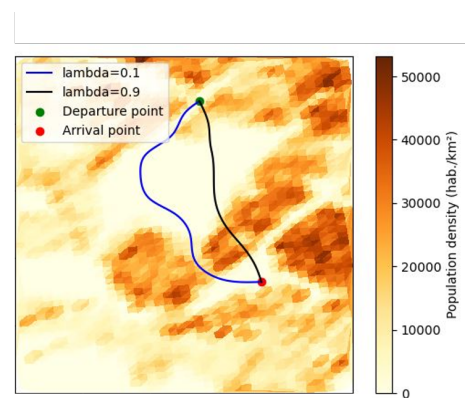 lambda=0.1
lambda=0.9
Departure point
Arrival point
50000
40000
30000
20000
10000
0
Population density (hab./km²)